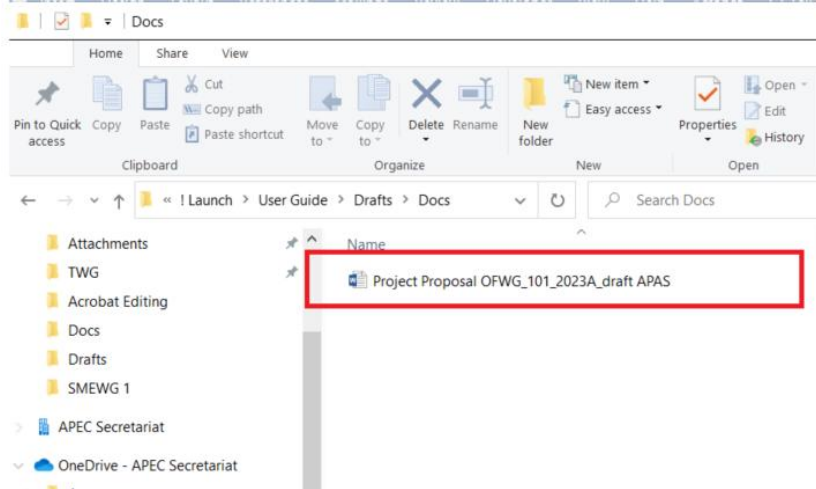 Docs
Home Share View
Pin to Quick access
Copy
Paste
Cut
Copy path
Paste shortcut
Move to
Copy to
Delete
Rename
New folder
New item
Easy access
Properties
Open
Edit
History
Clipboard Organize New Open
« ! Launch > User Guide > Drafts > Docs
Search Docs
Name
Attachments
TWG
Acrobat Editing
Docs
Drafts
SMEWG 1
APEC Secretariat
OneDrive - APEC Secretariat
Project Proposal OFWG_101_2023A_draft APAS